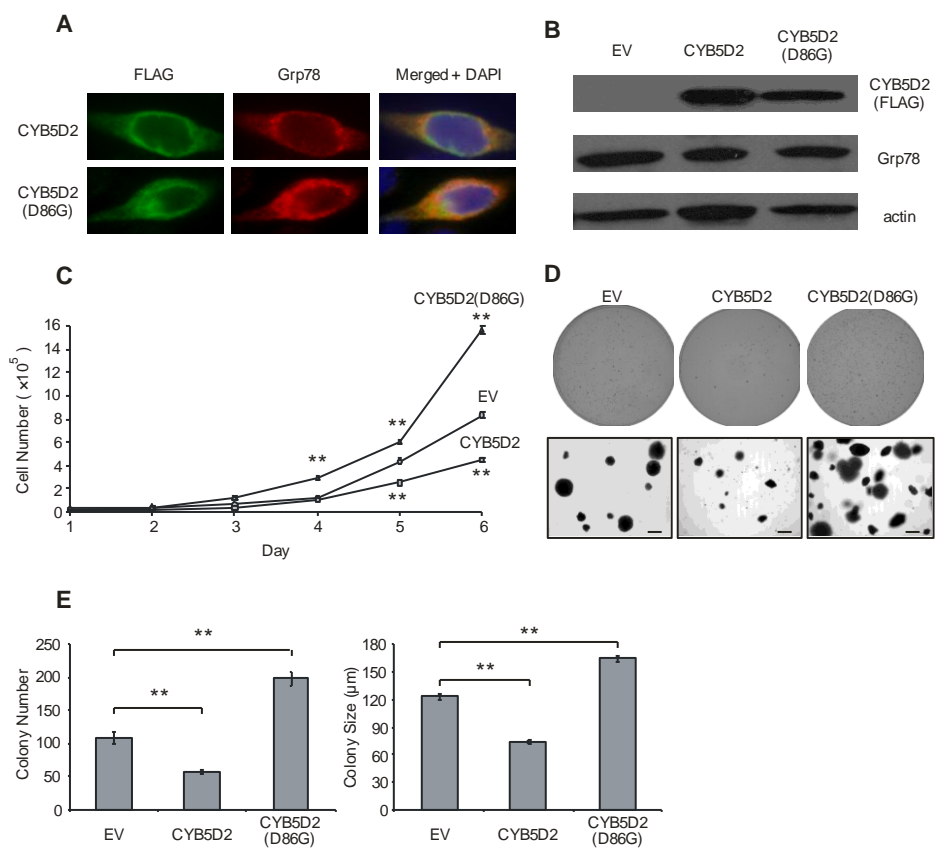 A
FLAG
Grp78
Merged + DAPI
CYB5D2
CYB5D2
(D86G)
B
EV
CYB5D2
CYB5D2
(D86G)
CYB5D2
(FLAG)
Grp78
actin
C
CYB5D2(D86G)
**
EV
CYB5D2
**
**
**
**
16
14
12
10
8
6
4
2
0
Cell Number ( ×10⁵ )
1 2 3 4 5 6
Day
D
EV
CYB5D2
CYB5D2(D86G)
E
**
**
250
200
150
100
50
0
Colony Number
EV
CYB5D2
CYB5D2
(D86G)
**
**
180
150
120
90
60
30
0
Colony Size (µm)
EV
CYB5D2
CYB5D2
(D86G)